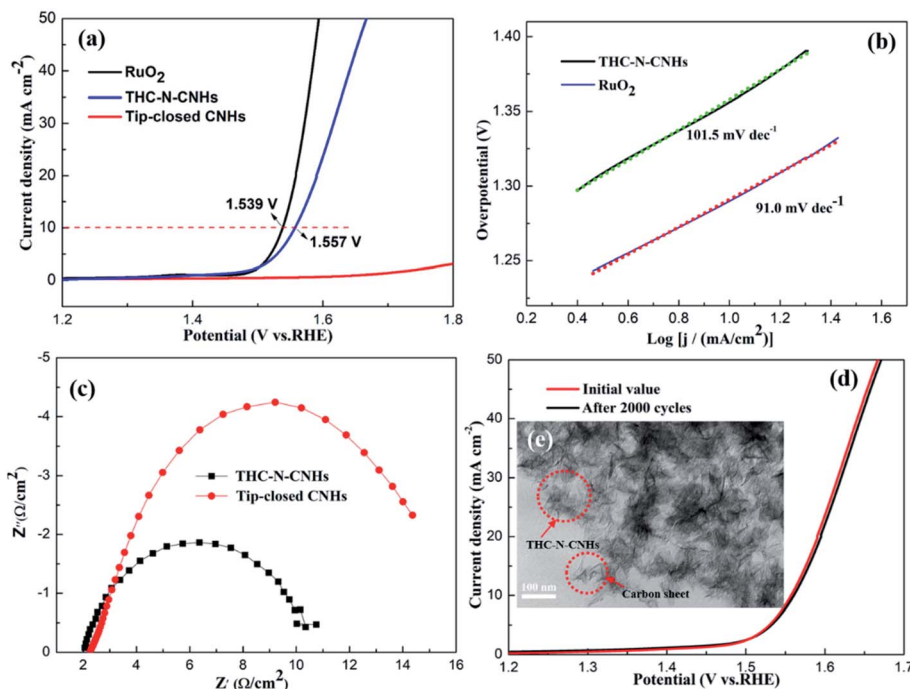 (a)
RuO2
THC-N-CNHs
Tip-closed CNHs
1.539 V
1.557 V
50
40
30
20
10
0
1.2
1.3
1.4
1.5
1.6
1.7
1.8
Current density (mA cm-2)
Potential (V vs.RHE)
(b)
THC-N-CNHs
RuO2
101.5 mV dec-1
91.0 mV dec-1
1.40
1.35
1.30
1.25
0.4
0.6
0.8
1.0
1.2
1.4
1.6
Overpotential (V)
Log [j / (mA/cm2)]
(c)
THC-N-CNHs
Tip-closed CNHs
-5
-4
-3
-2
-1
0
0
2
4
6
8
10
12
14
16
Z''(Ω/cm2)
Z' (Ω/cm2)
(d)
Initial value
After 2000 cycles
(e)
THC-N-CNHs
Carbon sheet
100 nm
50
40
30
20
10
0
1.2
1.3
1.4
1.5
1.6
1.7
Current density (mA cm-2)
Potential (V vs.RHE)